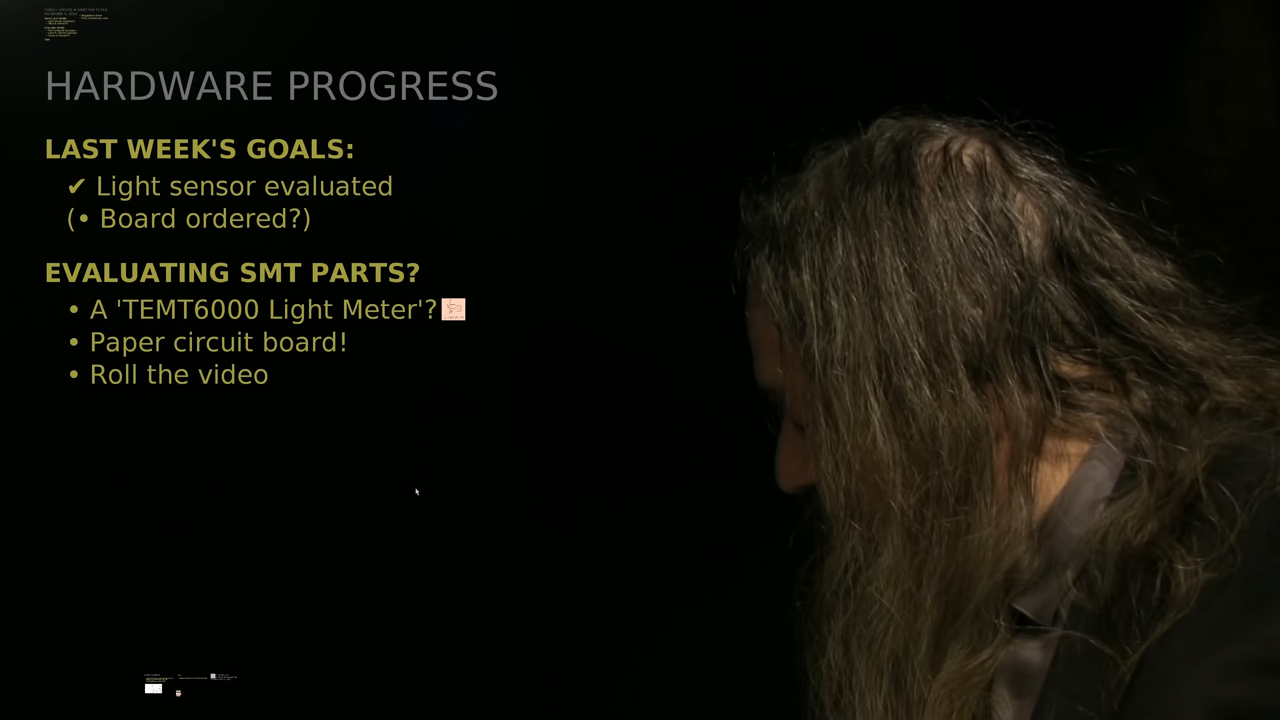 HARDWARE PROGRESS
LAST WEEK'S GOALS:
✔ Light sensor evaluated
(• Board ordered?)
EVALUATING SMT PARTS?
• A 'TEMT6000 Light Meter'?
• Paper circuit board!
• Roll the video